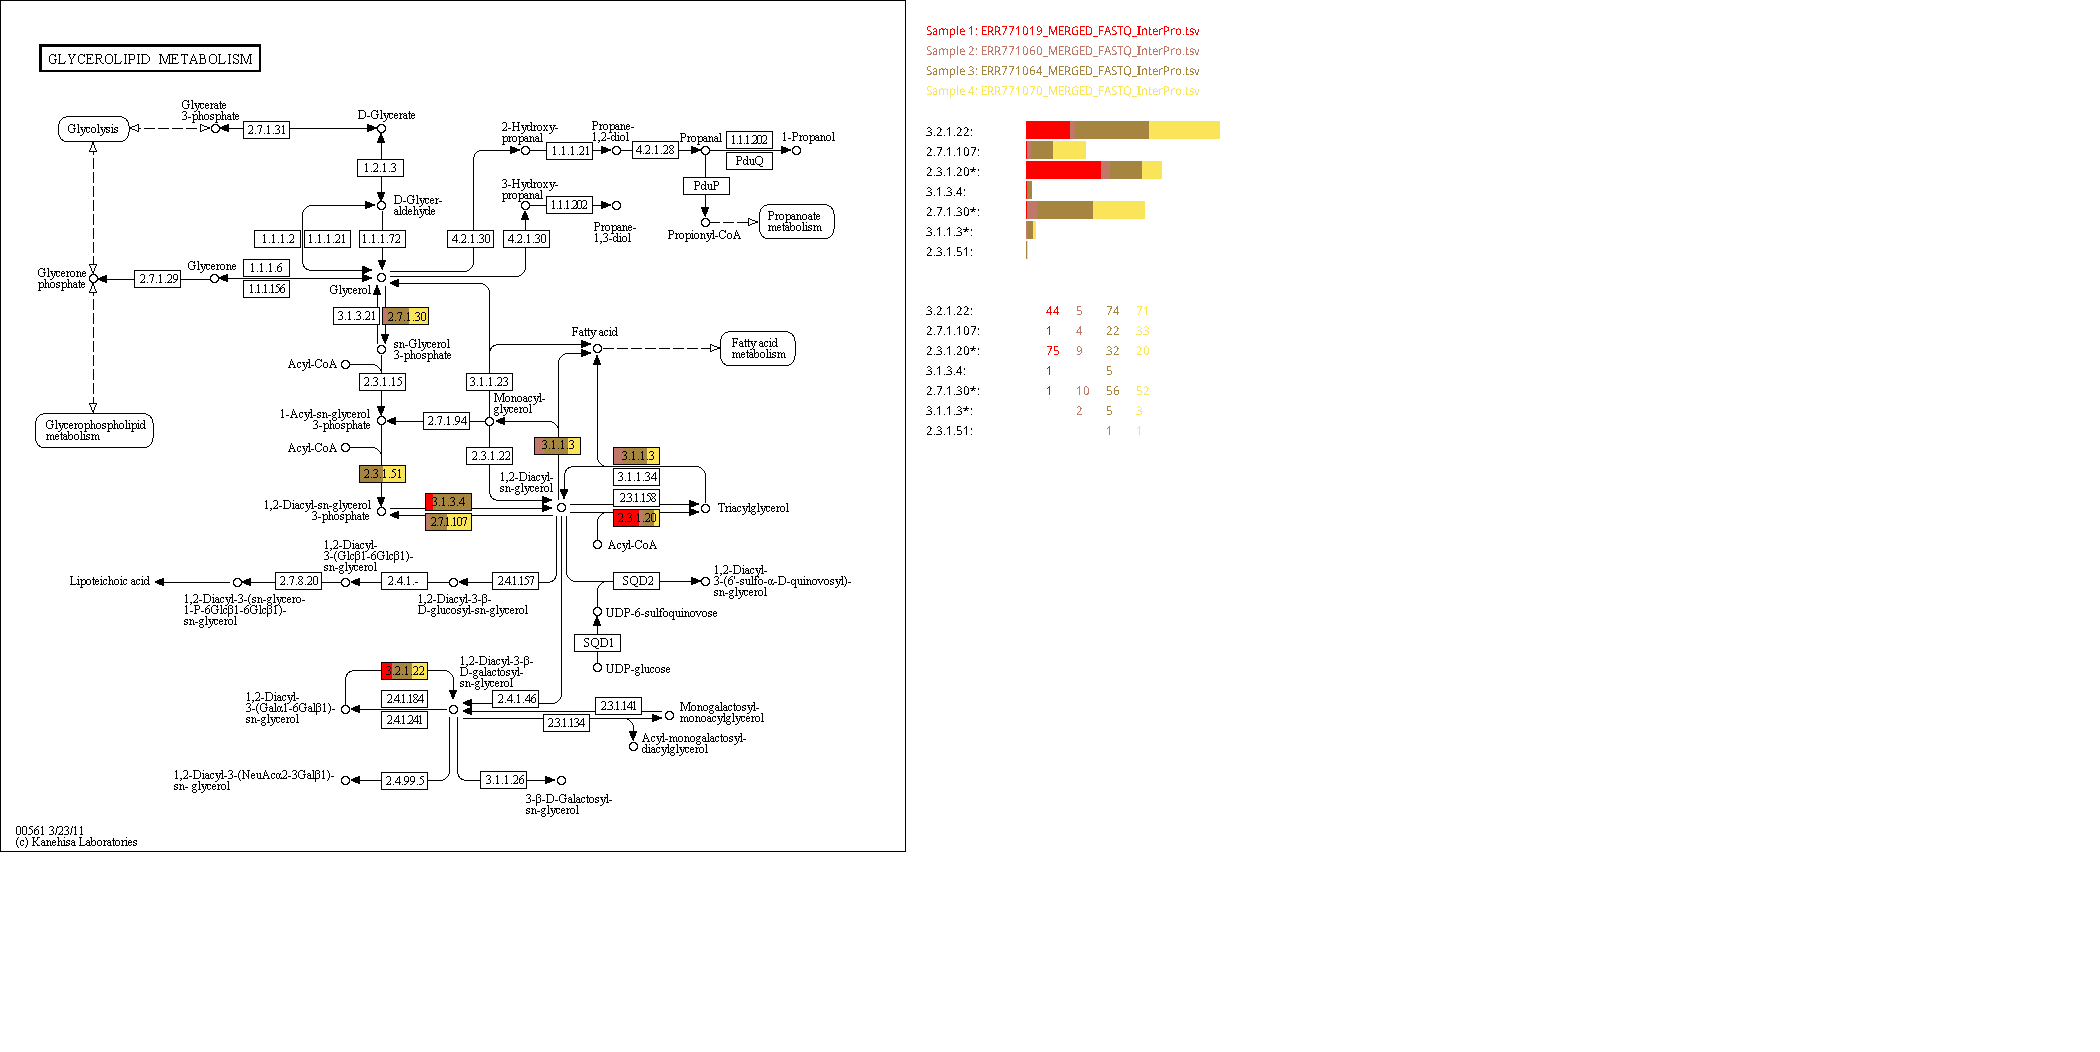 GLYCEROLIPID METABOLISM
Glycolysis
Glycerate
3-phosphate
2.7.1.31
D-Glycerate
1.2.1.3
D-Glycer-
aldehyde
1.1.1.2
1.1.1.21
1.1.1.72
2-Hydroxy-
propanal
1.1.1.21
Propane-
1,2-diol
4.2.1.28
Propanal
1.1.1.202
PduQ
1-Propanol
PduP
3-Hydroxy-
propanal
1.1.1.202
Propane-
1,3-diol
Propionyl-CoA
Propanoate
metabolism
4.2.1.30
4.2.1.30
Glycerone
phosphate
2.7.1.29
Glycerone
1.1.1.6
1.1.1.156
Glycerol
3.1.3.21
2.7.1.30
sn-Glycerol
3-phosphate
Acyl-CoA
2.3.1.15
3.1.1.23
Fatty acid
Fatty acid
metabolism
1-Acyl-sn-glycerol
3-phosphate
2.7.1.94
Monoacyl-
glycerol
Glycerophospholipid
metabolism
Acyl-CoA
2.3.1.51
2.3.1.22
3.1.1.3
3.1.1.3
3.1.1.34
1,2-Diacyl-
sn-glycerol
2.3.1.158
1,2-Diacyl-sn-glycerol
3-phosphate
3.1.3.4
2.7.1.107
2.3.1.20
Triacylglycerol
Acyl-CoA
1,2-Diacyl-
3-(Glcβ1-6Glcβ1)-
sn-glycerol
Lipoteichoic acid
2.7.8.20
2.4.1.-
2.4.1.157
SQD2
1,2-Diacyl-
3-(6'-sulfo-α-D-quinovosyl)-
sn-glycerol
1,2-Diacyl-3-(sn-glycero-
1-P-6Glcβ1-6Glcβ1)-
sn-glycerol
1,2-Diacyl-3-β-
D-glucosyl-sn-glycerol
UDP-6-sulfoquinovose
SQD1
UDP-glucose
3.2.1.22
1,2-Diacyl-3-β-
D-galactosyl-
sn-glycerol
1,2-Diacyl-
3-(Galα1-6Galβ1)-
sn-glycerol
2.4.1.184
2.4.1.241
2.4.1.46
2.3.1.141
2.3.1.134
Monogalactosyl-
monoacylglycerol
Acyl-monogalactosyl-
diacylglycerol
1,2-Diacyl-3-(NeuAcα2-3Galβ1)-
sn- glycerol
2.4.99.5
3.1.1.26
3-β-D-Galactosyl-
sn-glycerol
00561 3/23/11
(c) Kanehisa Laboratories
Sample 1: ERR771019_MERGED_FASTQ_InterPro.tsv
Sample 2: ERR771060_MERGED_FASTQ_InterPro.tsv
Sample 3: ERR771064_MERGED_FASTQ_InterPro.tsv
Sample 4: ERR771070_MERGED_FASTQ_InterPro.tsv
3.2.1.22:
2.7.1.107:
2.3.1.20*:
3.1.3.4:
2.7.1.30*:
3.1.1.3*:
2.3.1.51:
3.2.1.22: 44 5 74 71
2.7.1.107: 1 4 22 33
2.3.1.20*: 75 9 32 20
3.1.3.4: 1 5
2.7.1.30*: 1 10 56 52
3.1.1.3*: 2 5 3
2.3.1.51: 1 1